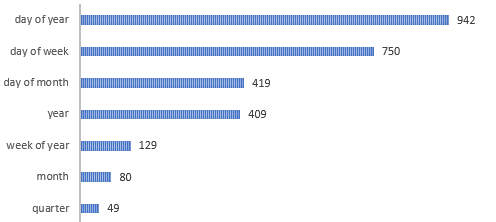 day of year 942
day of week 750
day of month 419
year 409
week of year 129
month 80
quarter 49